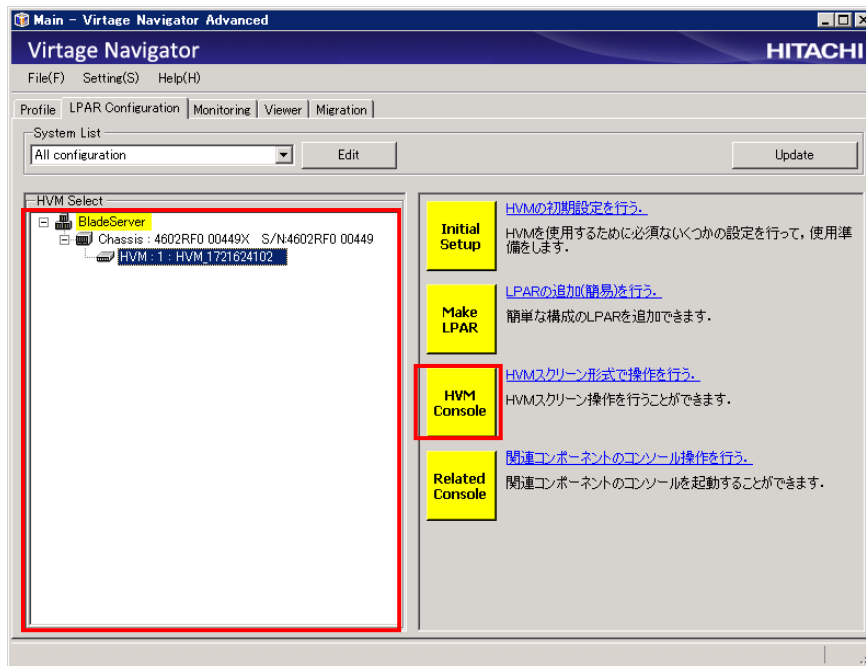 Main - Virtage Navigator Advanced
Virtage Navigator
HITACHI
File(F) Setting(S) Help(H)
Profile LPAR Configuration Monitoring Viewer Migration
System List
All configuration
Edit
Update
HVM Select
BladeServer
Chassis : 4602RF0 00449X S/N:4602RF0 00449
HVM : 1 : HVM_1721624102
Initial
Setup
HVMの初期設定を行う.
HVMを使用するために必須ないくつかの設定を行って, 使用準
備をします.
Make
LPAR
LPARの追加(簡易)を行う.
簡単な構成のLPARを追加できます.
HVM
Console
HVMスクリーン形式で操作を行う.
HVMスクリーン操作を行うことができます.
Related
Console
関連コンポーネントのコンソール操作を行う.
関連コンポーネントのコンソールを起動することができます.